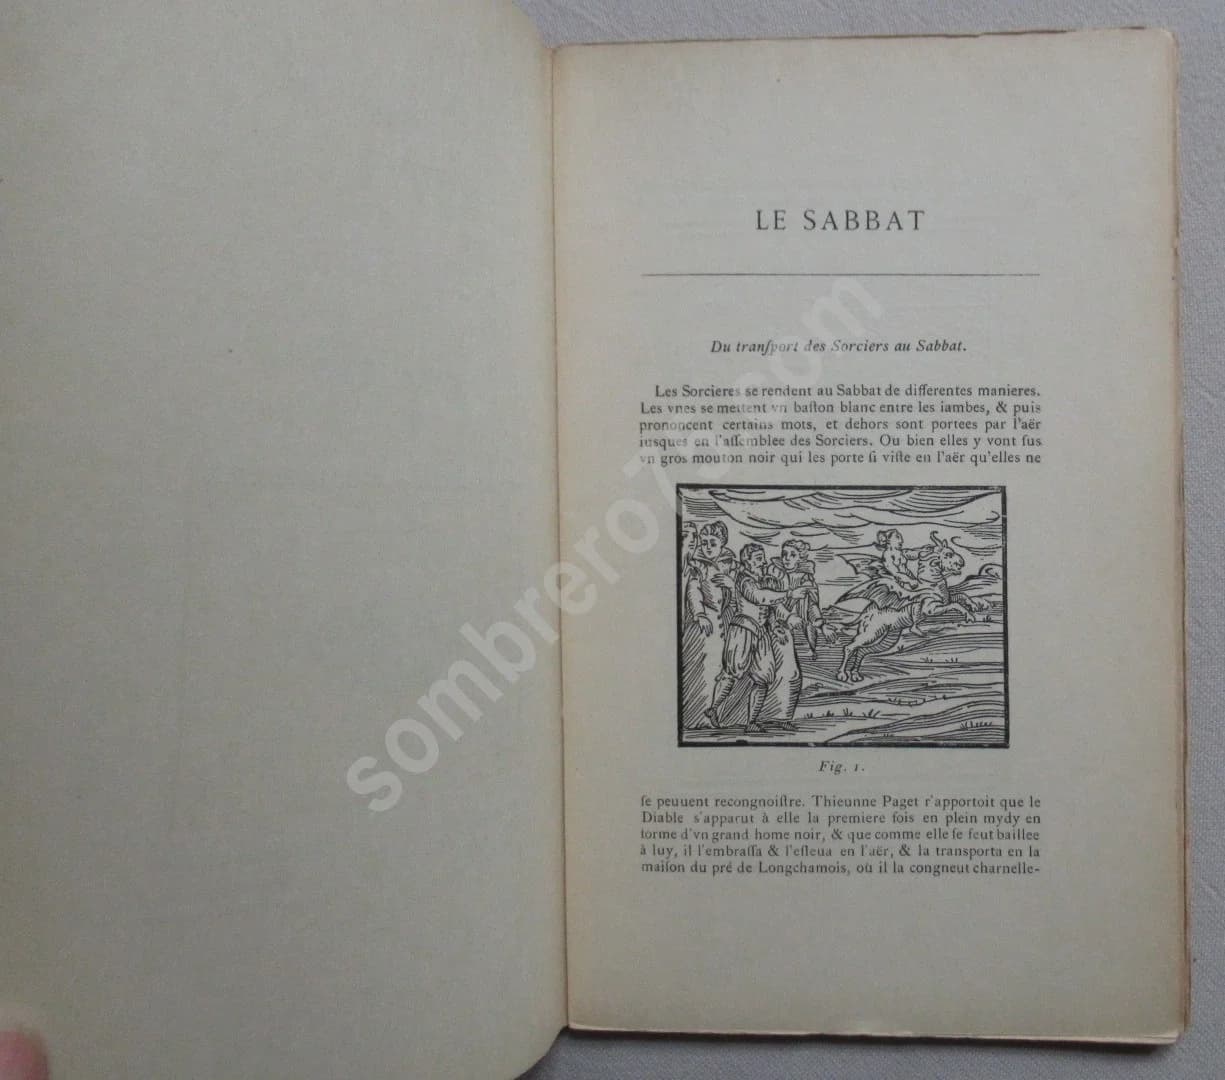 LE SABBAT
Du tranſport des Sorciers au Sabbat.
Les Sorcieres se rendent au Sabbat de differentes manieres.
Les vnes se mettent vn baſton blanc entre les iambes, & puis
prononcent certains mots, et dehors sont portees par l'aër
iusques en l'aſſemblee des Sorciers. Ou bien elles y vont ſus
vn gros mouton noir qui les porte ſi viſte en l'aër qu'elles ne
Fig. 1.
ſe peuuent recongnoiſtre. Thieunne Paget r'apportoit que le
Diable s'apparut à elle la premiere fois en plein mydy en
forme d'vn grand home noir, & que comme elle ſe feut baillee
à luy, il l'embraſſa & l'eſleua en l'aër, & la transporta en la
maiſon du pré de Longchamois, où il la congneut charnelle-
sombrero7
om